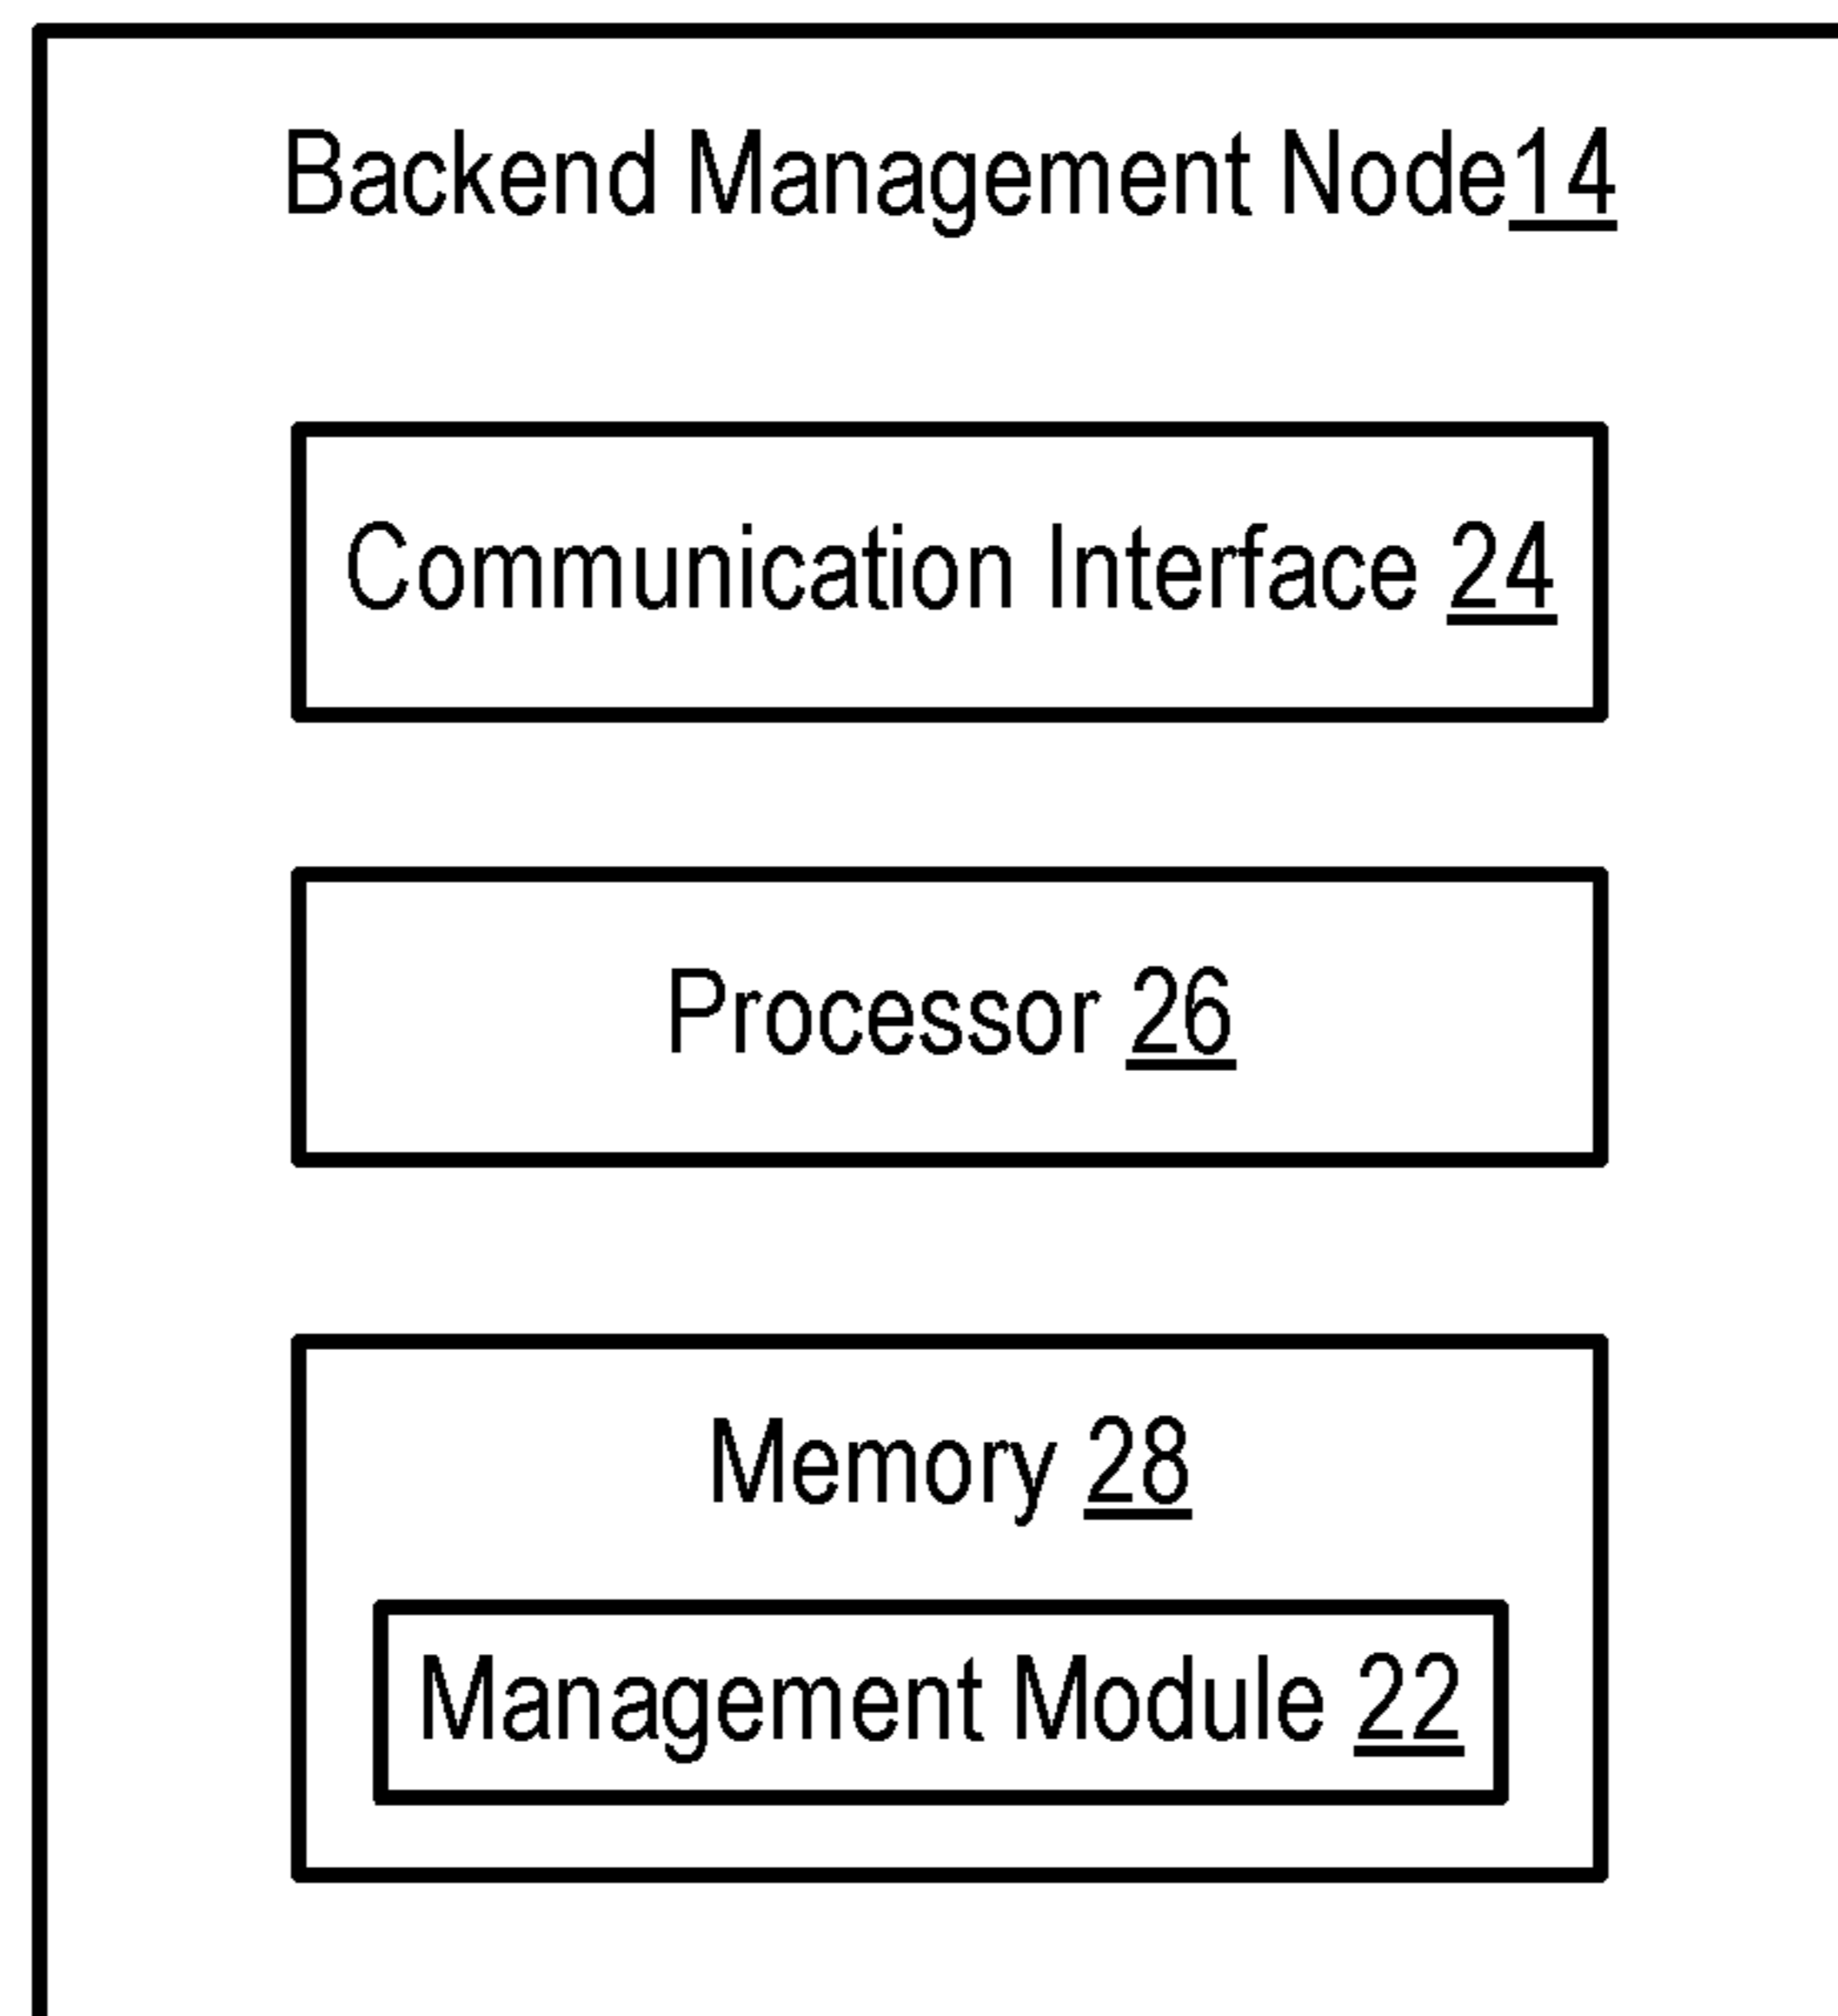 Backend Management Node14
Communication Interface 24
Processor 26
Memory 28
Management Module 22